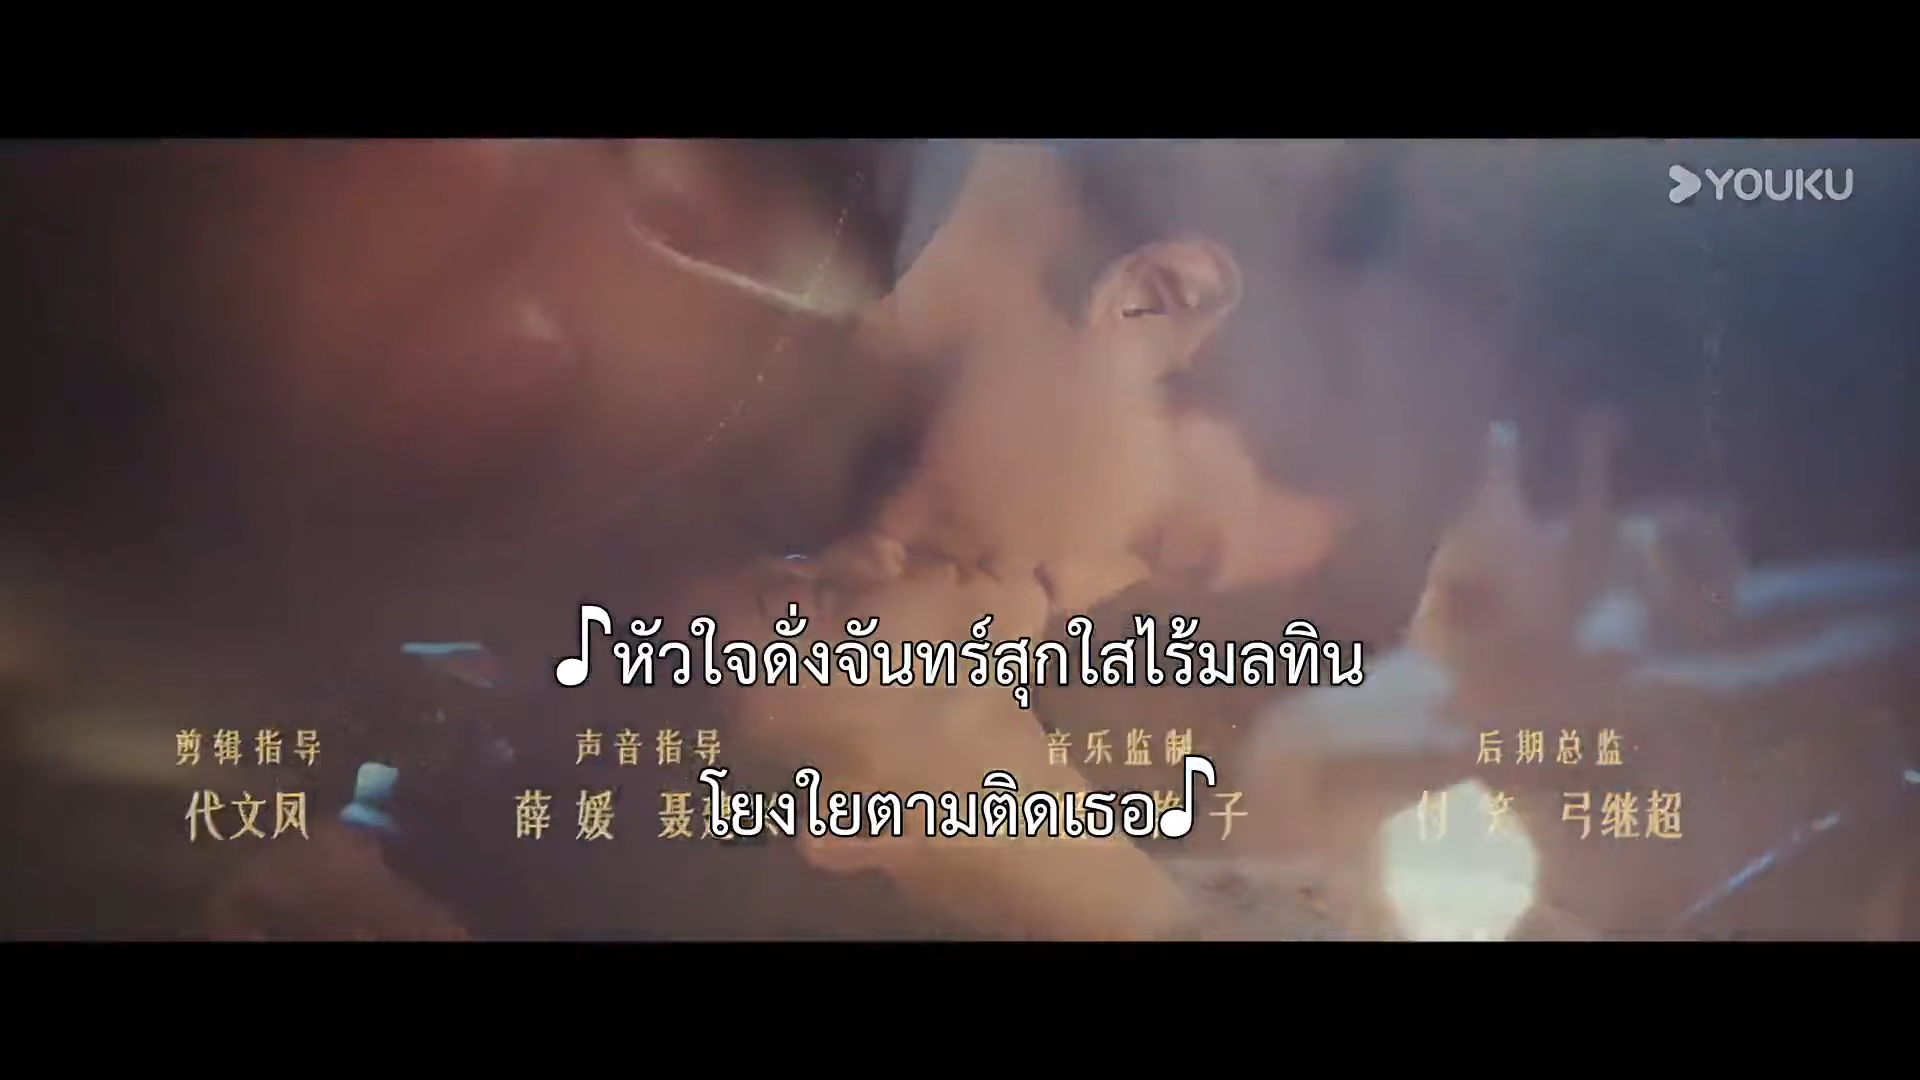 YOUKU
♪หัวใจดั่งจันทร์สุกใสไร้มลทิน
剪辑指导 声音指导 音乐监制 后期总监
โยงใยตามติดเธอ♪
代文凤 薛媛 聂 子 付 弓继超